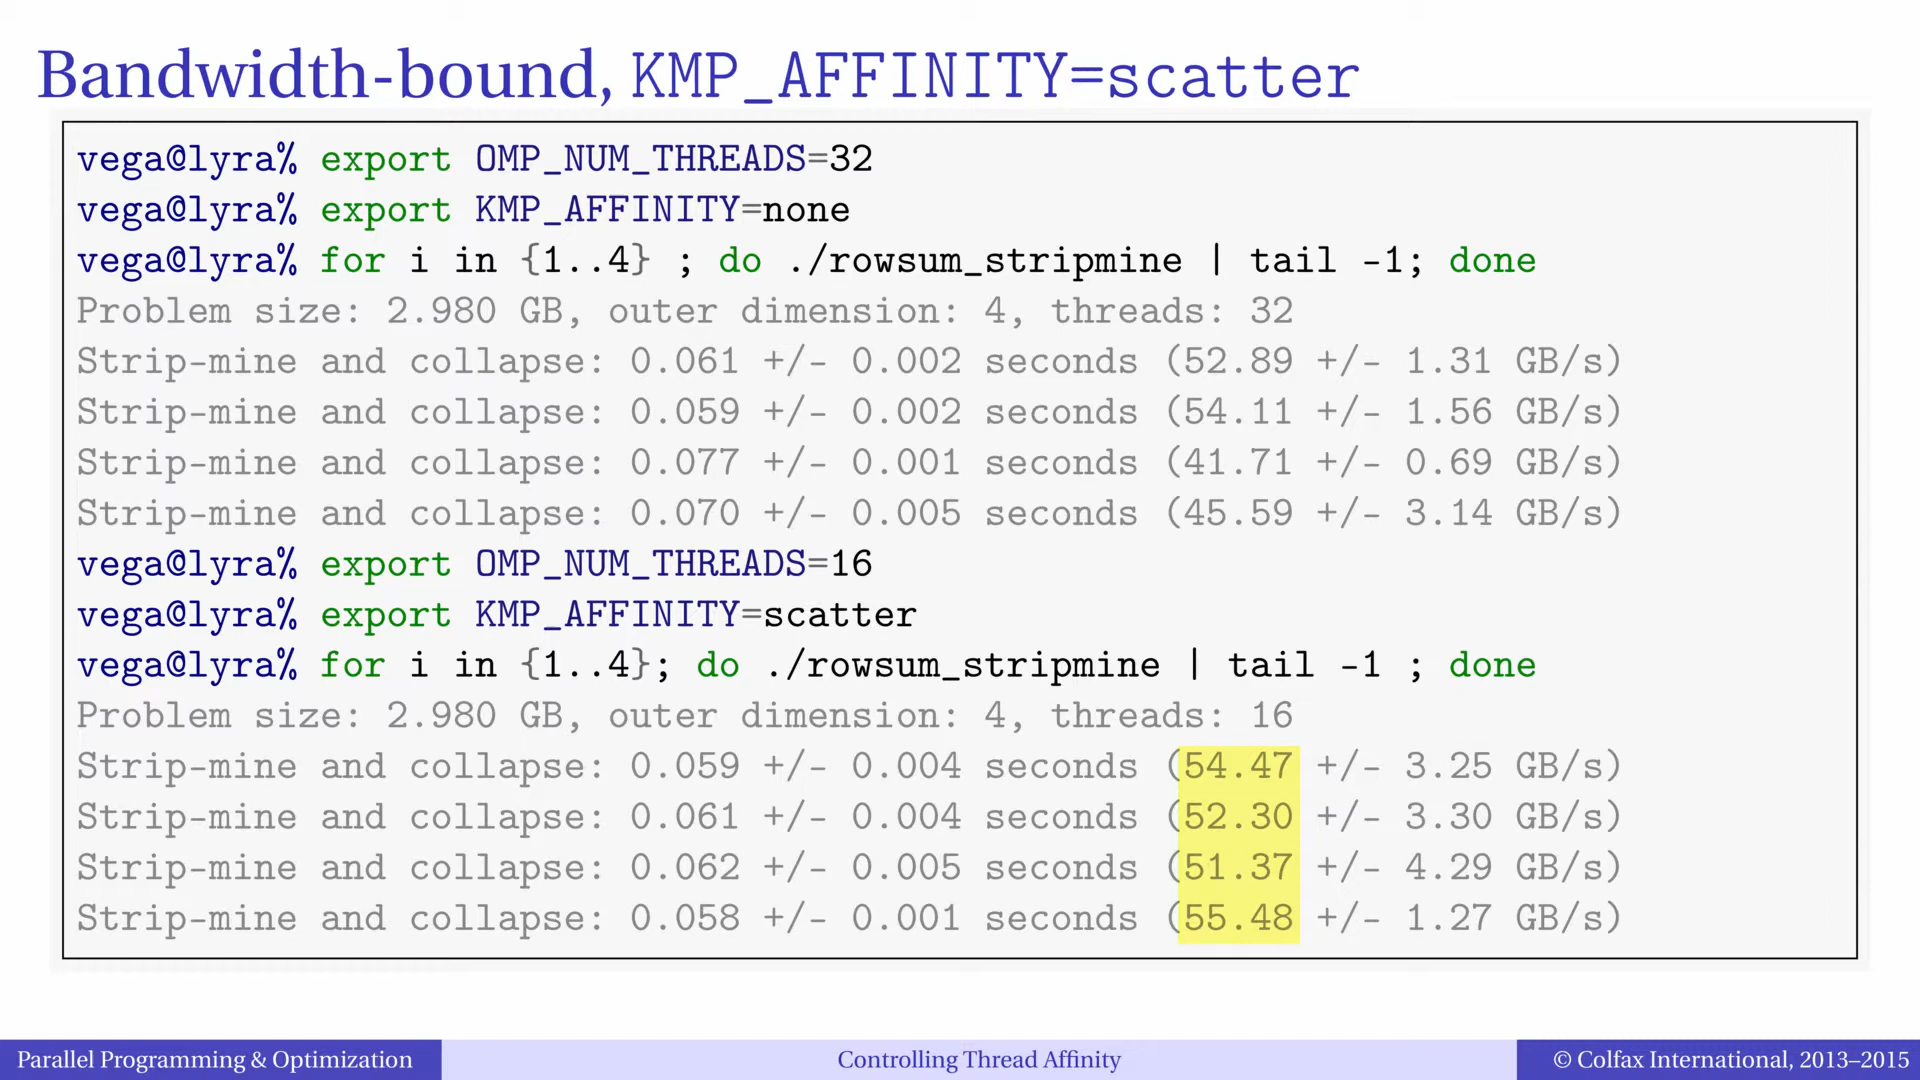 Bandwidth-bound, KMP_AFFINITY=scatter
vega@lyra% export OMP_NUM_THREADS=32
vega@lyra% export KMP_AFFINITY=none
vega@lyra% for i in {1..4} ; do ./rowsum_stripmine | tail -1; done
Problem size: 2.980 GB, outer dimension: 4, threads: 32
Strip-mine and collapse: 0.061 +/- 0.002 seconds (52.89 +/- 1.31 GB/s)
Strip-mine and collapse: 0.059 +/- 0.002 seconds (54.11 +/- 1.56 GB/s)
Strip-mine and collapse: 0.077 +/- 0.001 seconds (41.71 +/- 0.69 GB/s)
Strip-mine and collapse: 0.070 +/- 0.005 seconds (45.59 +/- 3.14 GB/s)
vega@lyra% export OMP_NUM_THREADS=16
vega@lyra% export KMP_AFFINITY=scatter
vega@lyra% for i in {1..4}; do ./rowsum_stripmine | tail -1 ; done
Problem size: 2.980 GB, outer dimension: 4, threads: 16
Strip-mine and collapse: 0.059 +/- 0.004 seconds (54.47 +/- 3.25 GB/s)
Strip-mine and collapse: 0.061 +/- 0.004 seconds (52.30 +/- 3.30 GB/s)
Strip-mine and collapse: 0.062 +/- 0.005 seconds (51.37 +/- 4.29 GB/s)
Strip-mine and collapse: 0.058 +/- 0.001 seconds (55.48 +/- 1.27 GB/s)
Parallel Programming & Optimization
Controlling Thread Affinity
© Colfax International, 2013–2015